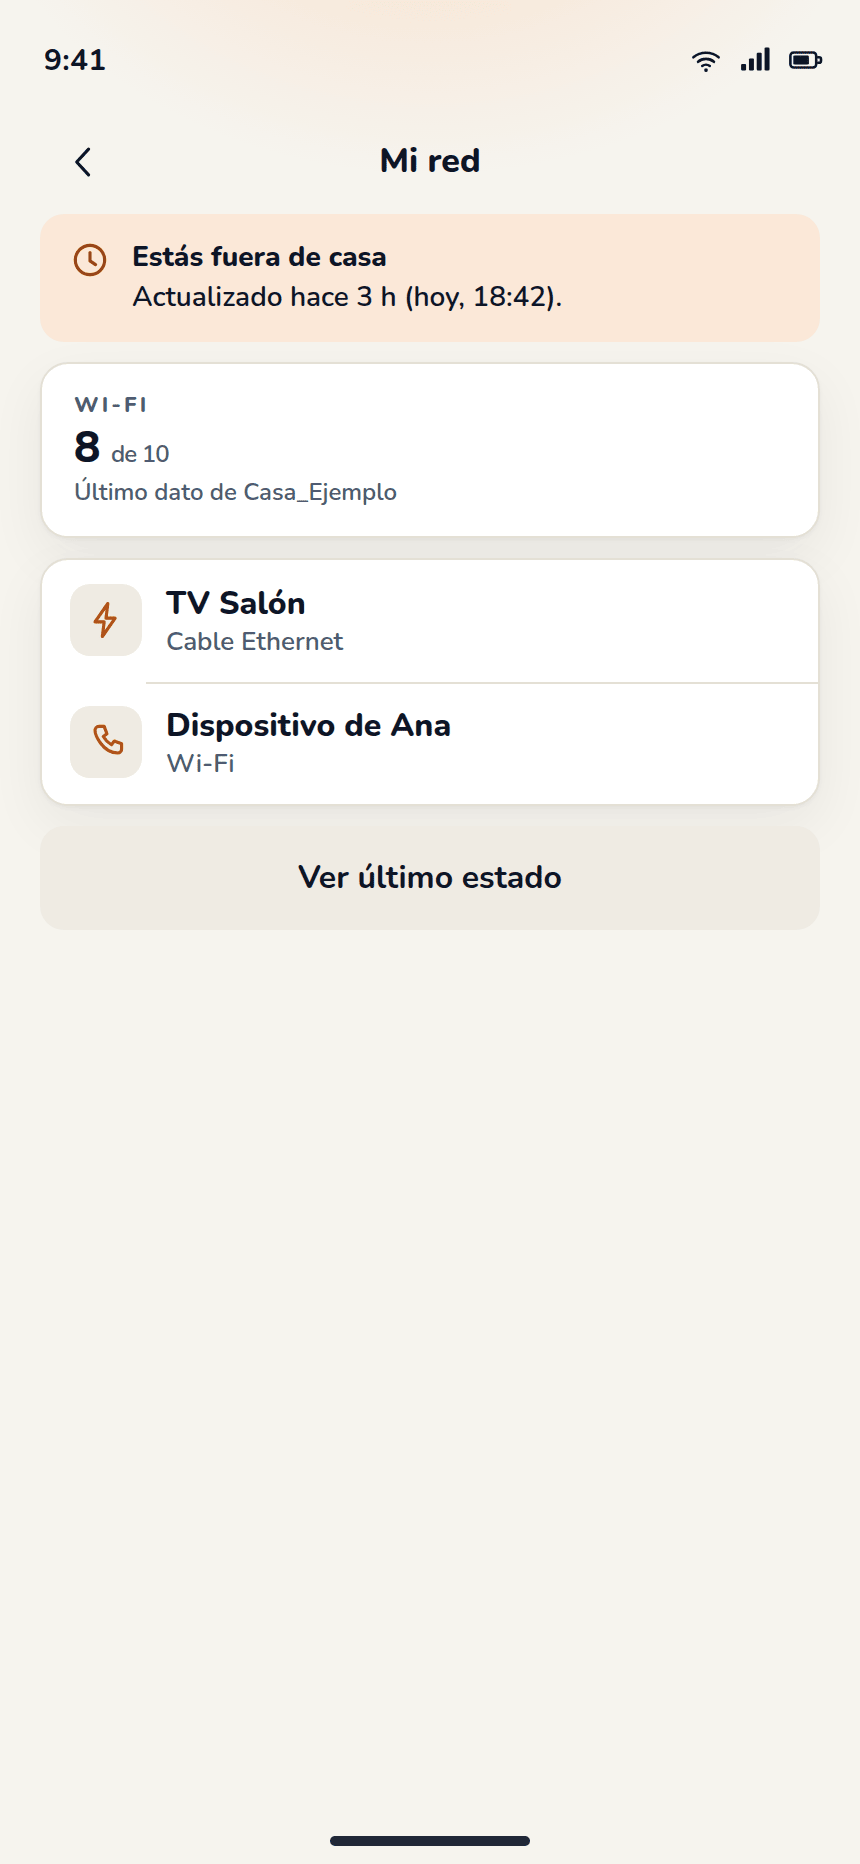 9:41
Mi red
Estás fuera de casa
Actualizado hace 3 h (hoy, 18:42).
WI-FI
8 de 10
Último dato de Casa_Ejemplo
TV Salón
Cable Ethernet
Dispositivo de Ana
Wi-Fi
Ver último estado